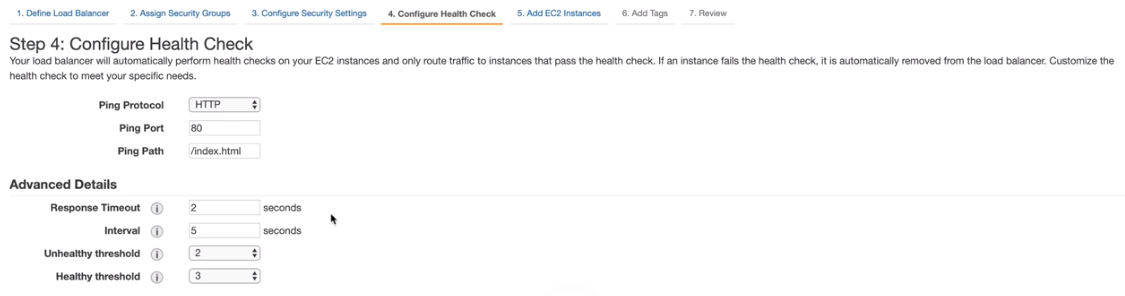 1. Define Load Balancer 2. Assign Security Groups 3. Configure Security Settings 4. Configure Health Check 5. Add EC2 Instances 6. Add Tags 7. Review
Step 4: Configure Health Check
Your load balancer will automatically perform health checks on your EC2 instances and only route traffic to instances that pass the health check. If an instance fails the health check, it is automatically removed from the load balancer. Customize the
health check to meet your specific needs.
Ping Protocol HTTP
Ping Port 80
Ping Path /index.html
Advanced Details
Response Timeout i 2 seconds
Interval i 5 seconds
Unhealthy threshold i 2
Healthy threshold i 3